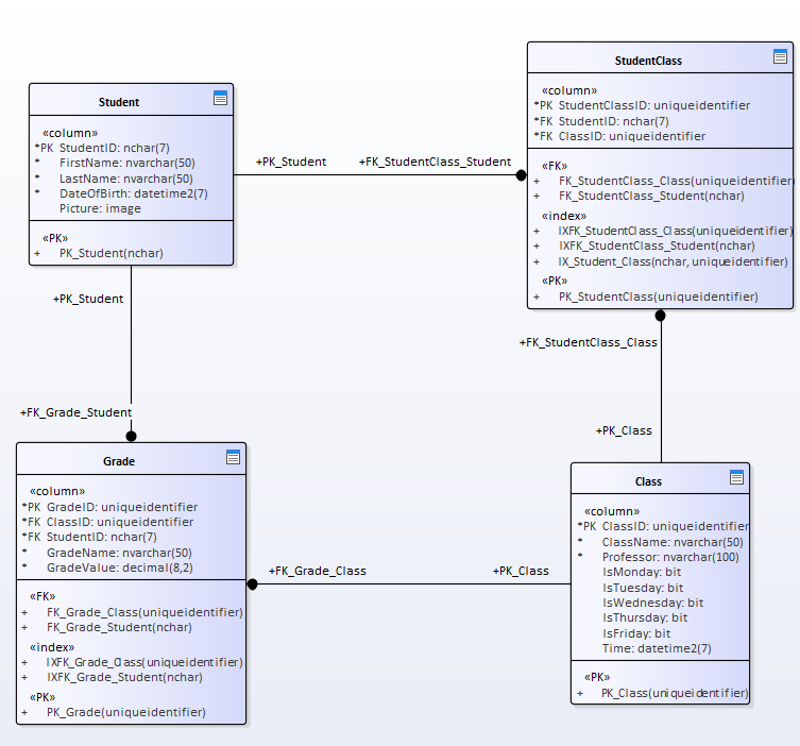 Student
«column»
*PK StudentID: nchar(7)
* FirstName: nvarchar(50)
* LastName: nvarchar(50)
* DateOfBirth: datetime2(7)
Picture: image
«PK»
+ PK_Student(nchar)
+PK_Student
+FK_StudentClass_Student
StudentClass
«column»
*PK StudentClassID: uniqueidentifier
*FK StudentID: nchar(7)
*FK ClassID: uniqueidentifier
«FK»
+ FK_StudentClass_Class(uniqueidentifier)
+ FK_StudentClass_Student(nchar)
«index»
+ IXFK_StudentClass_Class(uniqueidentifier)
+ IXFK_StudentClass_Student(nchar)
+ IX_Student_Class(nchar, uniqueidentifier)
«PK»
+ PK_StudentClass(uniqueidentifier)
+PK_Student
+FK_Grade_Student
+FK_StudentClass_Class
+PK_Class
Grade
«column»
*PK GradeID: uniqueidentifier
*FK ClassID: uniqueidentifier
*FK StudentID: nchar(7)
* GradeName: nvarchar(50)
* GradeValue: decimal(8,2)
«FK»
+ FK_Grade_Class(uniqueidentifier)
+ FK_Grade_Student(nchar)
«index»
+ IXFK_Grade_Class(uniqueidentifier)
+ IXFK_Grade_Student(nchar)
«PK»
+ PK_Grade(uniqueidentifier)
+FK_Grade_Class
+PK_Class
Class
«column»
*PK ClassID: uniqueidentifier
* ClassName: nvarchar(50)
* Professor: nvarchar(100)
IsMonday: bit
IsTuesday: bit
IsWednesday: bit
IsThursday: bit
IsFriday: bit
Time: datetime2(7)
«PK»
+ PK_Class(uniqueidentifier)